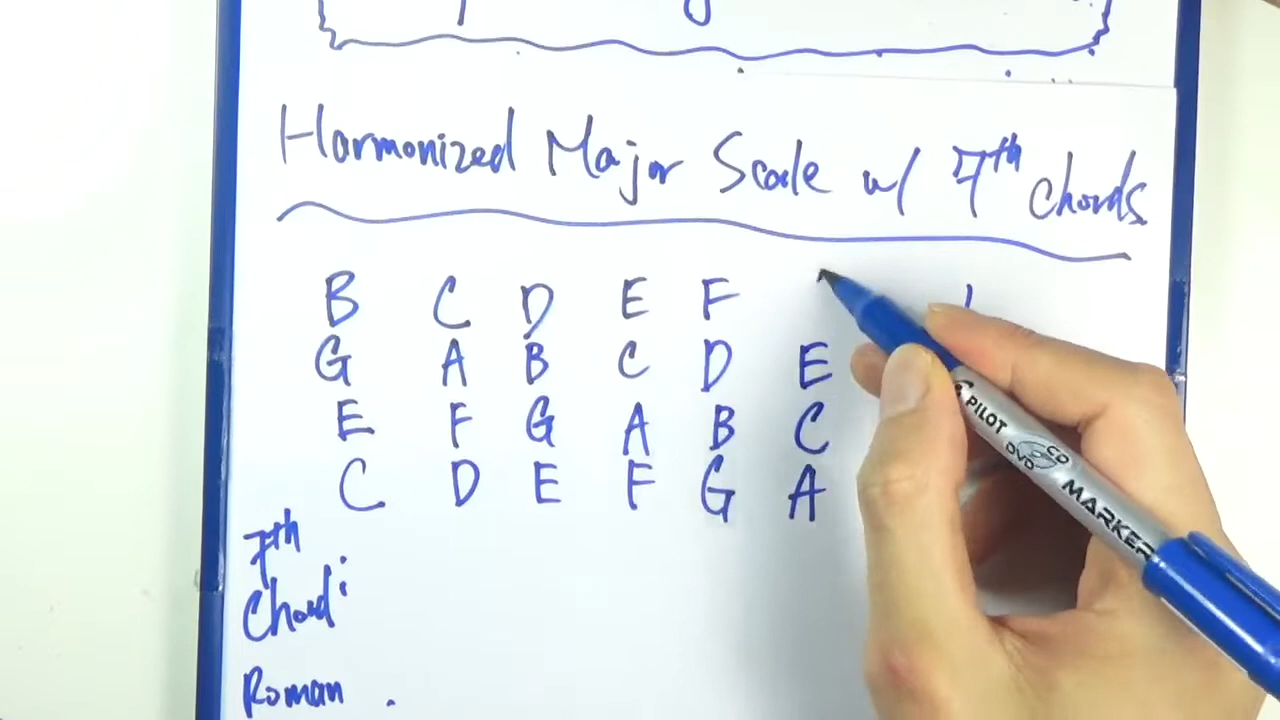 Harmonized Major Scale w/ 7th chords
B C D E F
G A B C D E
E F G A B C
C D E F G A
7th
Chord:
Roman
PILOT
CD
DVD
MARKER